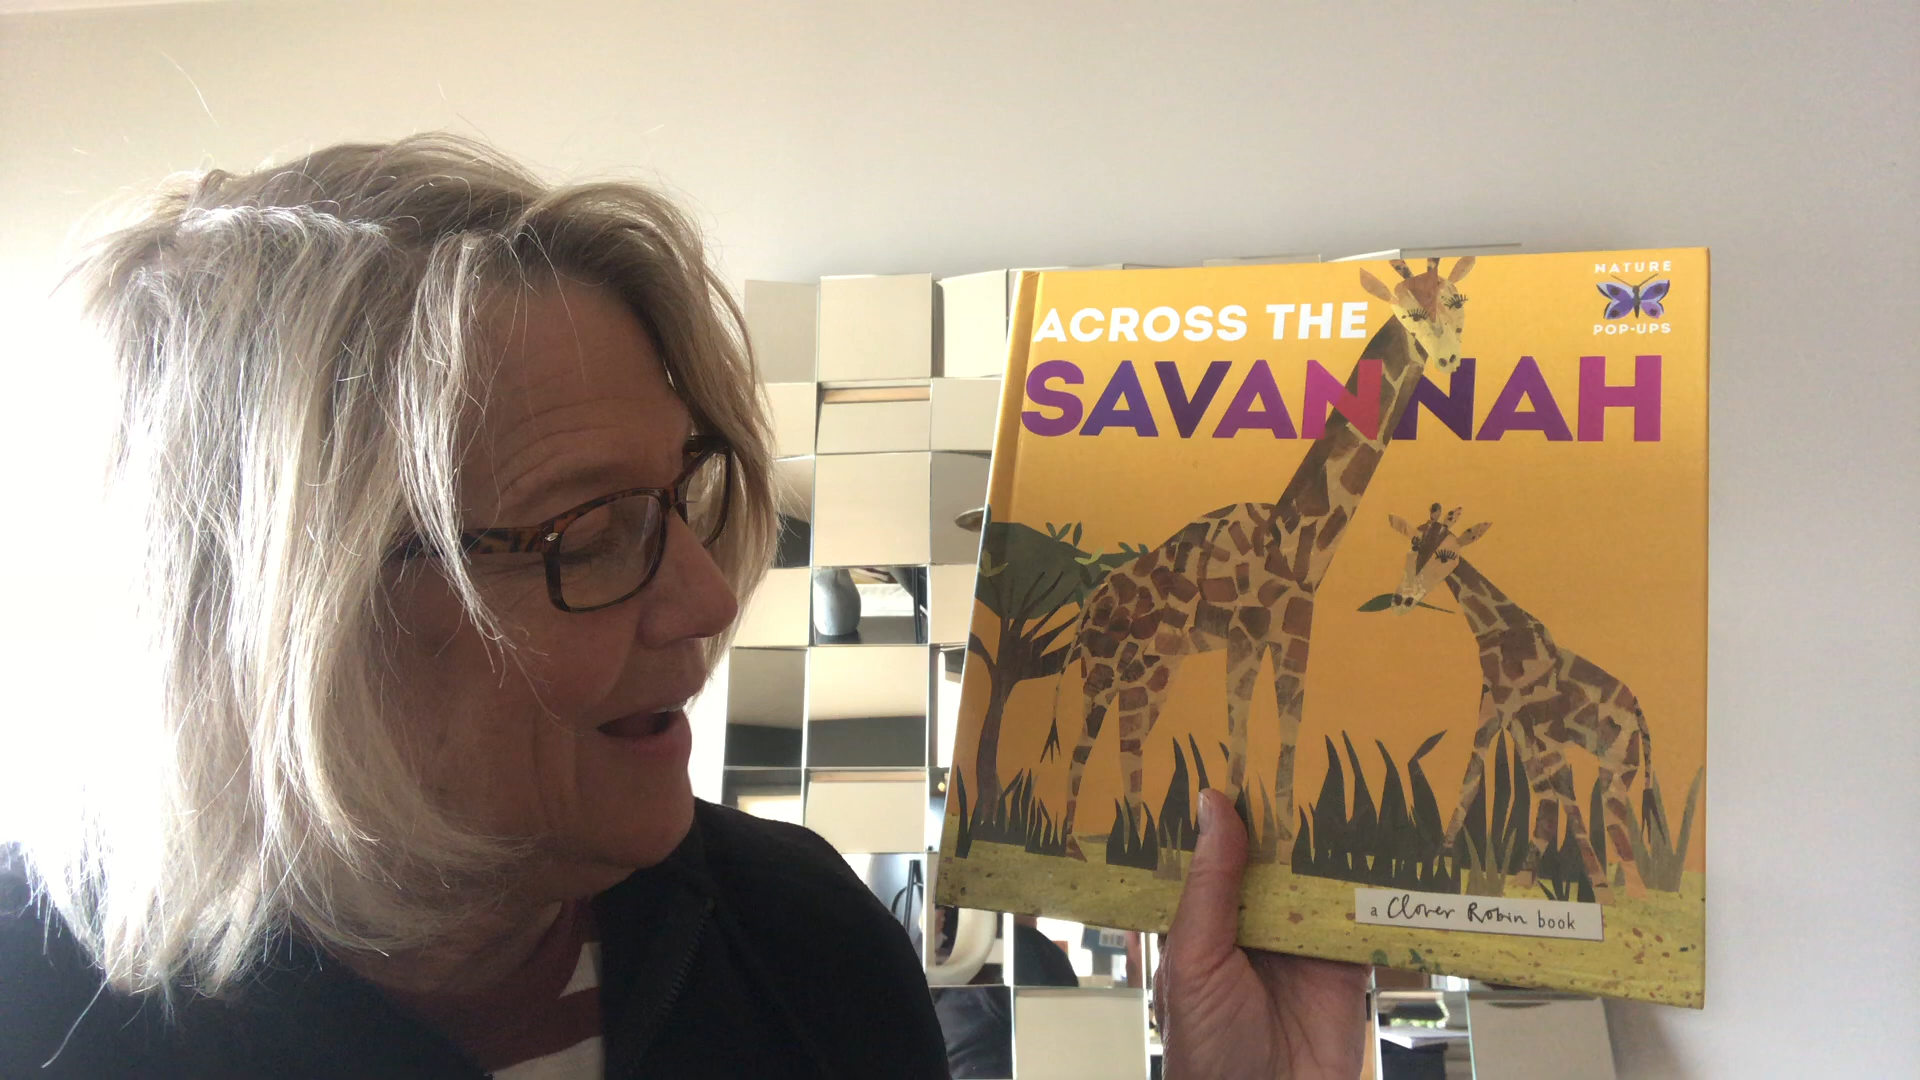 ACROSS THE
SAVANNAH
NATURE
POP-UPS
a Clover Robin book